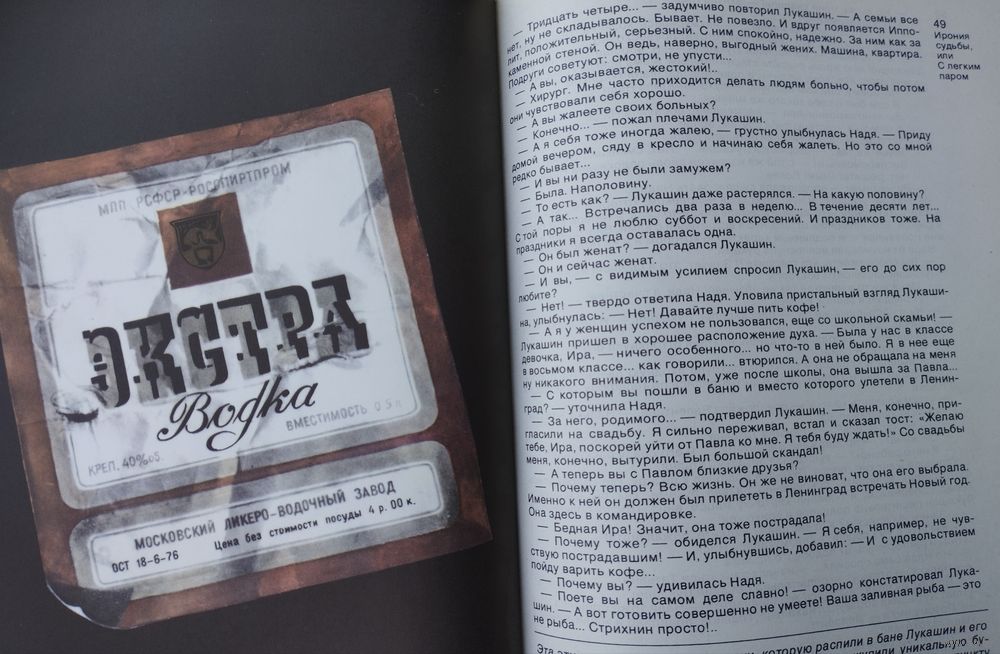 МПП РСФСР-РОССПИРТПРОМ
ЭКСТРА
Водка
ВМЕСТИМОСТЬ 0,5 л
КРЕП. 40% об.
МОСКОВСКИЙ ЛИКЕРО-ВОДОЧНЫЙ ЗАВОД
ОСТ 18-6-76 Цена без стоимости посуды 4 р. 00 к.
— Тридцать четыре... — задумчиво повторил Лукашин. — А семьи все
нет, ну не складывалось. Бывает. Не повезло. И вдруг появляется Иппо-
лит, положительный, серьезный. С ним спокойно, надежно. За ним как за
каменной стеной. Он ведь, наверно, выгодный жених. Машина, квартира.
Подруги советуют: смотри, не упусти...
— А вы, оказывается, жестокий!..
— Хирург. Мне часто приходится делать людям больно, чтобы потом
они чувствовали себя хорошо.
— А вы жалеете своих больных?
— Конечно... — пожал плечами Лукашин.
— А я себя тоже иногда жалею, — грустно улыбнулась Надя. — Приду
домой вечером, сяду в кресло и начинаю себя жалеть. Но это со мной
редко бывает...
— И вы ни разу не были замужем?
— Была. Наполовину.
— То есть как? — Лукашин даже растерялся. — На какую половину?
— А так... Встречались два раза в неделю... В течение десяти лет...
С той поры я не люблю суббот и воскресений. И праздников тоже. На
праздники я всегда оставалась одна.
— Он был женат? — догадался Лукашин.
— Он и сейчас женат.
— И вы, — с видимым усилием спросил Лукашин, — его до сих пор
любите?
— Нет! — твердо ответила Надя. Уловила пристальный взгляд Лукаши-
на, улыбнулась: — Нет! Давайте лучше пить кофе!
— А я у женщин успехом не пользовался, еще со школьной скамьи! —
Лукашин пришел в хорошее расположение духа. — Была у нас в классе
девочка, Ира, — ничего особенного... но что-то в ней было. Я в нее еще
в восьмом классе... как говорили... втюрился. А она не обращала на меня
ну никакого внимания. Потом, уже после школы, она вышла за Павла...
— С которым вы пошли в баню и вместо которого улетели в Ленин-
град? — уточнила Надя.
— За него, родимого... — подтвердил Лукашин. — Меня, конечно, при-
гласили на свадьбу. Я сильно переживал, встал и сказал тост: «Желаю
тебе, Ира, поскорей уйти от Павла ко мне. Я тебя буду ждать!» Со свадьбы
меня, конечно, вытурили. Был большой скандал!
— А теперь вы с Павлом близкие друзья?
— Почему теперь? Всю жизнь. Он же не виноват, что она его выбрала.
Именно к ней он должен был прилететь в Ленинград встречать Новый год.
Она здесь в командировке.
— Бедная Ира! Значит, она тоже пострадала!
— Почему тоже? — обиделся Лукашин. — Я себя, например, не чув-
ствую пострадавшим! — И, улыбнувшись, добавил: — И с удовольствием
пойду варить кофе...
— Почему вы? — удивилась Надя.
— Поете вы на самом деле славно! — озорно констатировал Лука-
шин. — А вот готовить совершенно не умеете! Ваша заливная рыба — это
не рыба... Стрихнин просто!..
49
Ирония
судьбы,
или
С легким
паром
Эта
которую распили в бане Лукашин и его
уникальную бу-